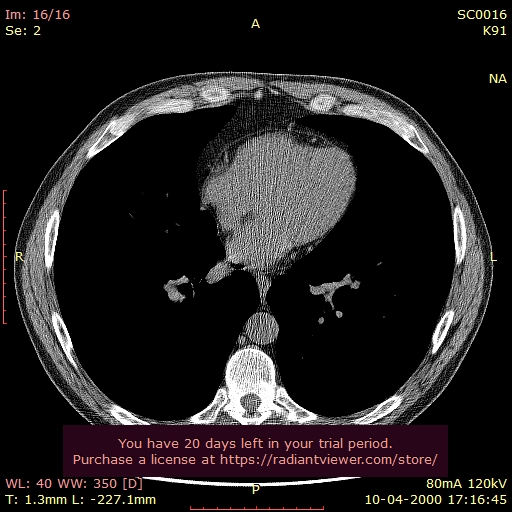 Im: 16/16
Se: 2
A
SC0016
K91
NA
R
L
You have 20 days left in your trial period.
Purchase a license at https://radiantviewer.com/store/
WL: 40 WW: 350 [D]
T: 1.3mm L: -227.1mm
P
80mA 120kV
10-04-2000 17:16:45